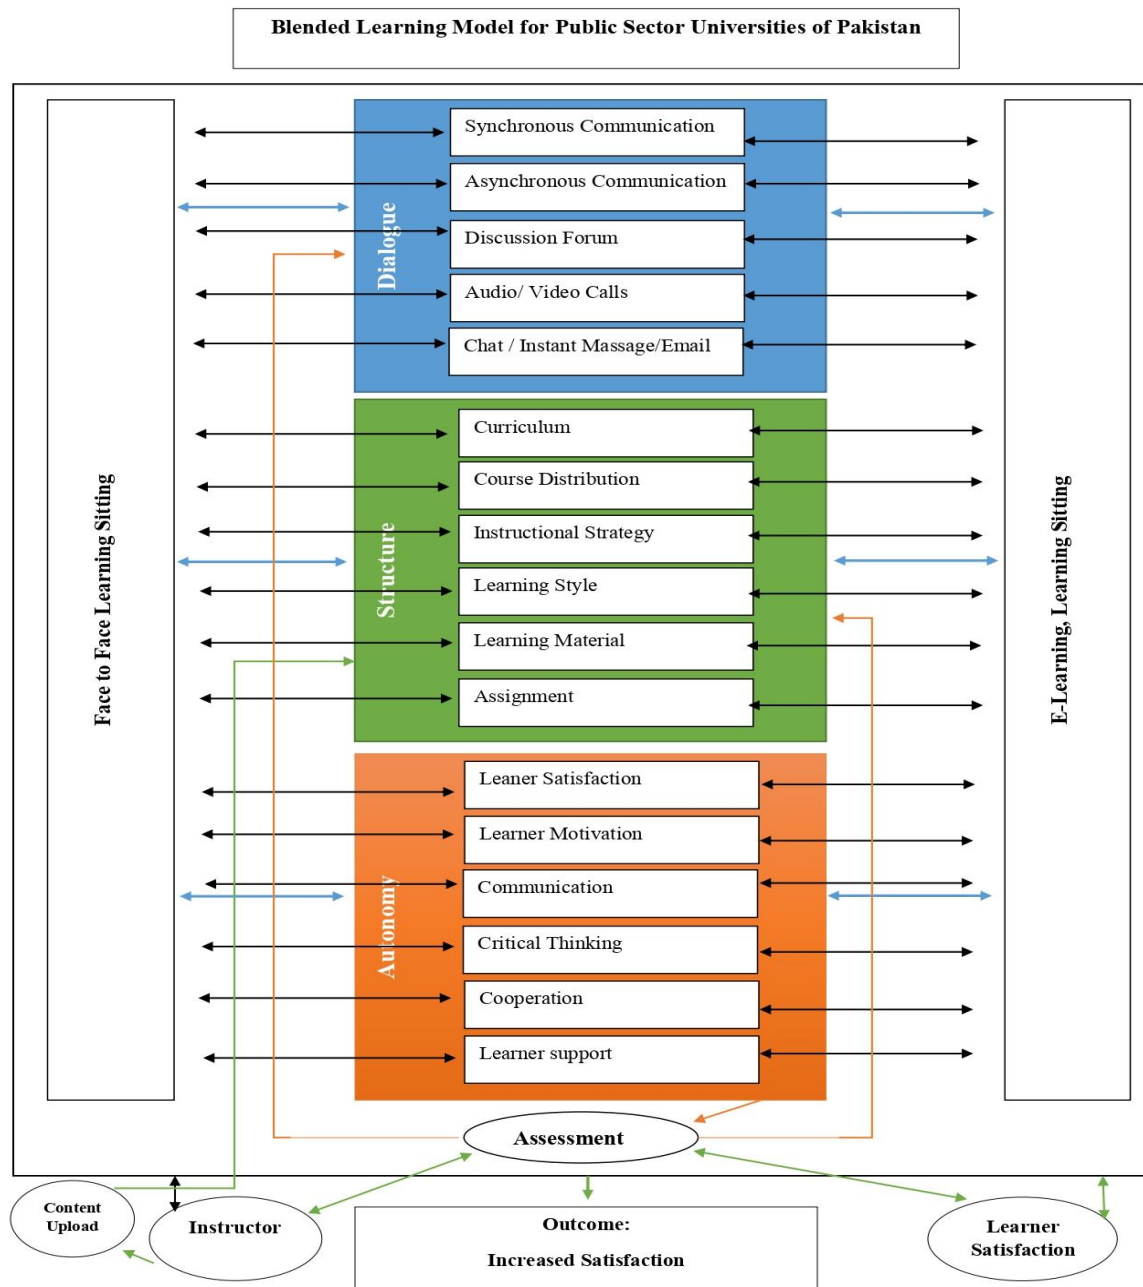 Blended Learning Model for Public Sector Universities of Pakistan
Face to Face Learning Sitting
Dialogue
Synchronous Communication
Asynchronous Communication
Discussion Forum
Audio/ Video Calls
Chat / Instant Massage/Email
Structure
Curriculum
Course Distribution
Instructional Strategy
Learning Style
Learning Material
Assignment
Autonomy
Leaner Satisfaction
Learner Motivation
Communication
Critical Thinking
Cooperation
Learner support
E-Learning, Learning Sitting
Assessment
Content
Upload
Instructor
Outcome:
Increased Satisfaction
Learner
Satisfaction